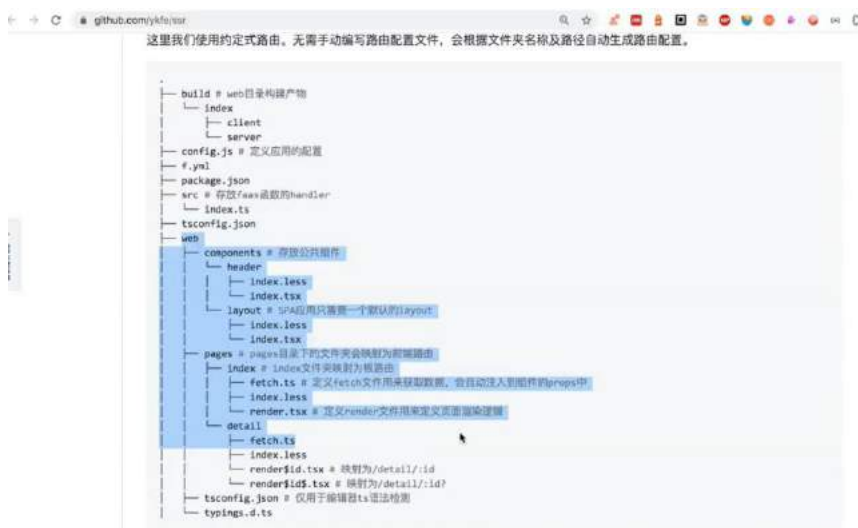 github.com/ykfe/ssr
这里我们使用约定式路由，无需手动编写路由配置文件，会根据文件夹名称及路径自动生成路由配置。
.
├── build # web目录构建产物
│   └── index
│       ├── client
│       └── server
├── config.js # 定义应用的配置
├── f.yml
├── package.json
├── src # 存放faas函数的handler
│   └── index.ts
├── tsconfig.json
├── web
│   ├── components # 存放公共组件
│   │   └── header
│   │   │   ├── index.less
│   │   │   └── index.tsx
│   │   └── layout # SPA应用只需要一个默认的layout
│   │       ├── index.less
│   │       └── index.tsx
│   ├── pages # pages目录下的文件夹会映射为前端路由
│   │   ├── index # index文件夹映射为根路由
│   │   │   ├── fetch.ts # 定义fetch文件用来获取数据，会自动注入到组件的props中
│   │   │   ├── index.less
│   │   │   └── render.tsx # 定义render文件用来定义页面渲染逻辑
│   │   └── detail
│   │       ├── fetch.ts
│   │       ├── index.less
│   │       └── render$id.tsx # 映射为/detail/:id
│   │       └── render$id$.tsx # 映射为/detail/:id?
│   ├── tsconfig.json # 仅用于编辑器ts语法检测
│   └── typings.d.ts